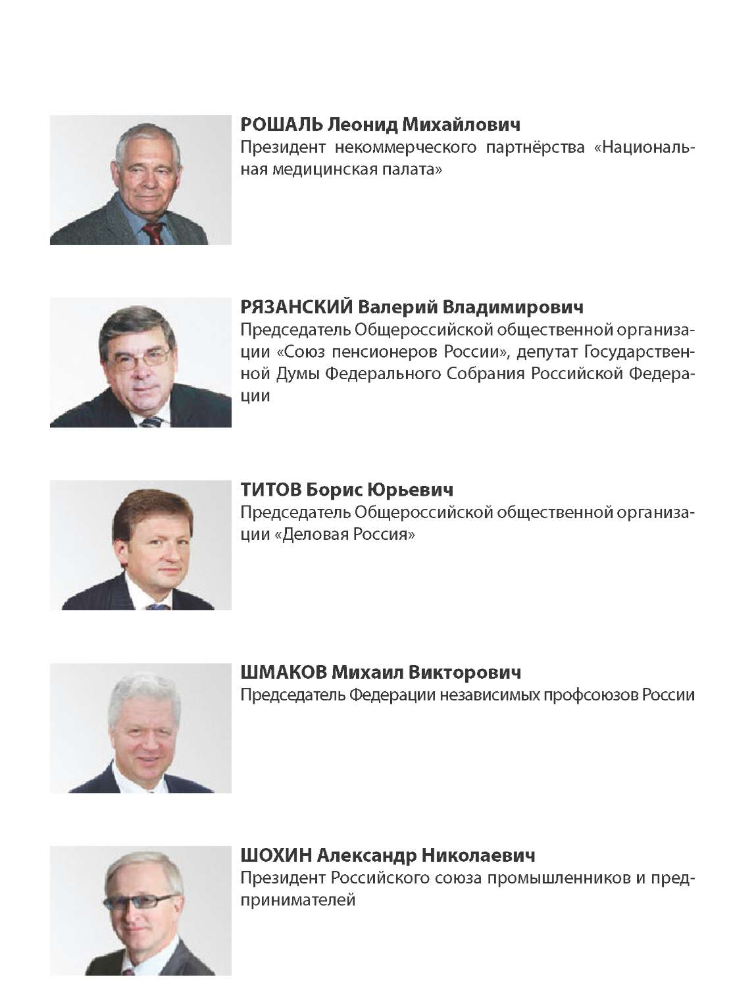 РОШАЛЬ Леонид Михайлович
Президент некоммерческого партнёрства «Националь-
ная медицинская палата»
РЯЗАНСКИЙ Валерий Владимирович
Председатель Общероссийской общественной организа-
ции «Союз пенсионеров России», депутат Государствен-
ной Думы Федерального Собрания Российской Федера-
ции
ТИТОВ Борис Юрьевич
Председатель Общероссийской общественной организа-
ции «Деловая Россия»
ШМАКОВ Михаил Викторович
Председатель Федерации независимых профсоюзов России
ШОХИН Александр Николаевич
Президент Российского союза промышленников и пред-
принимателей